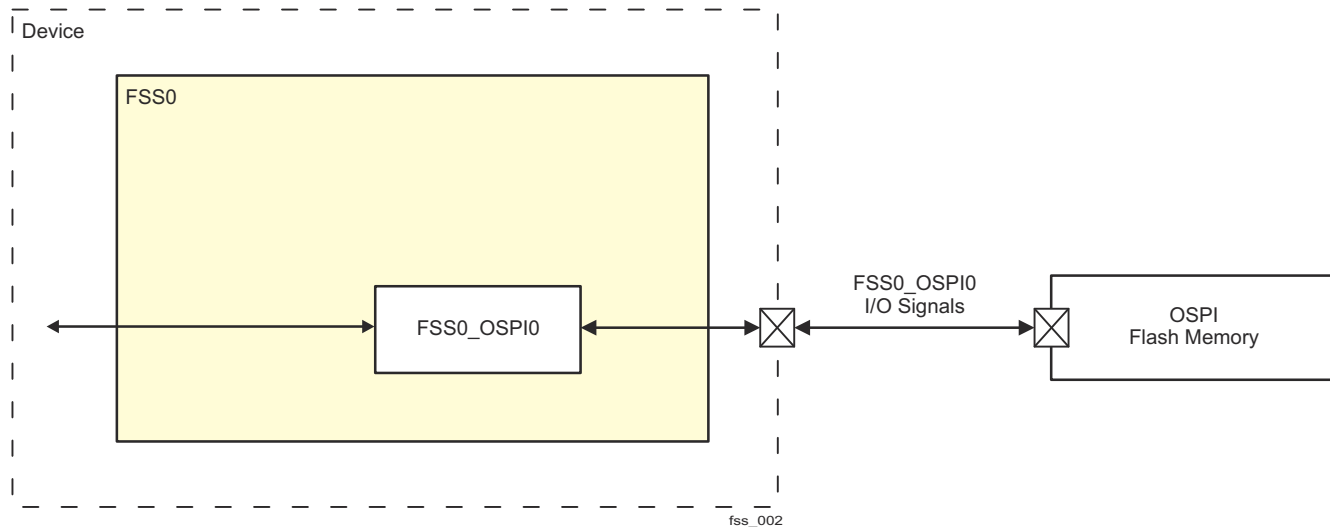 Device
FSS0
FSS0_OSPI0
FSS0_OSPI0
I/O Signals
OSPI
Flash Memory
fss_002